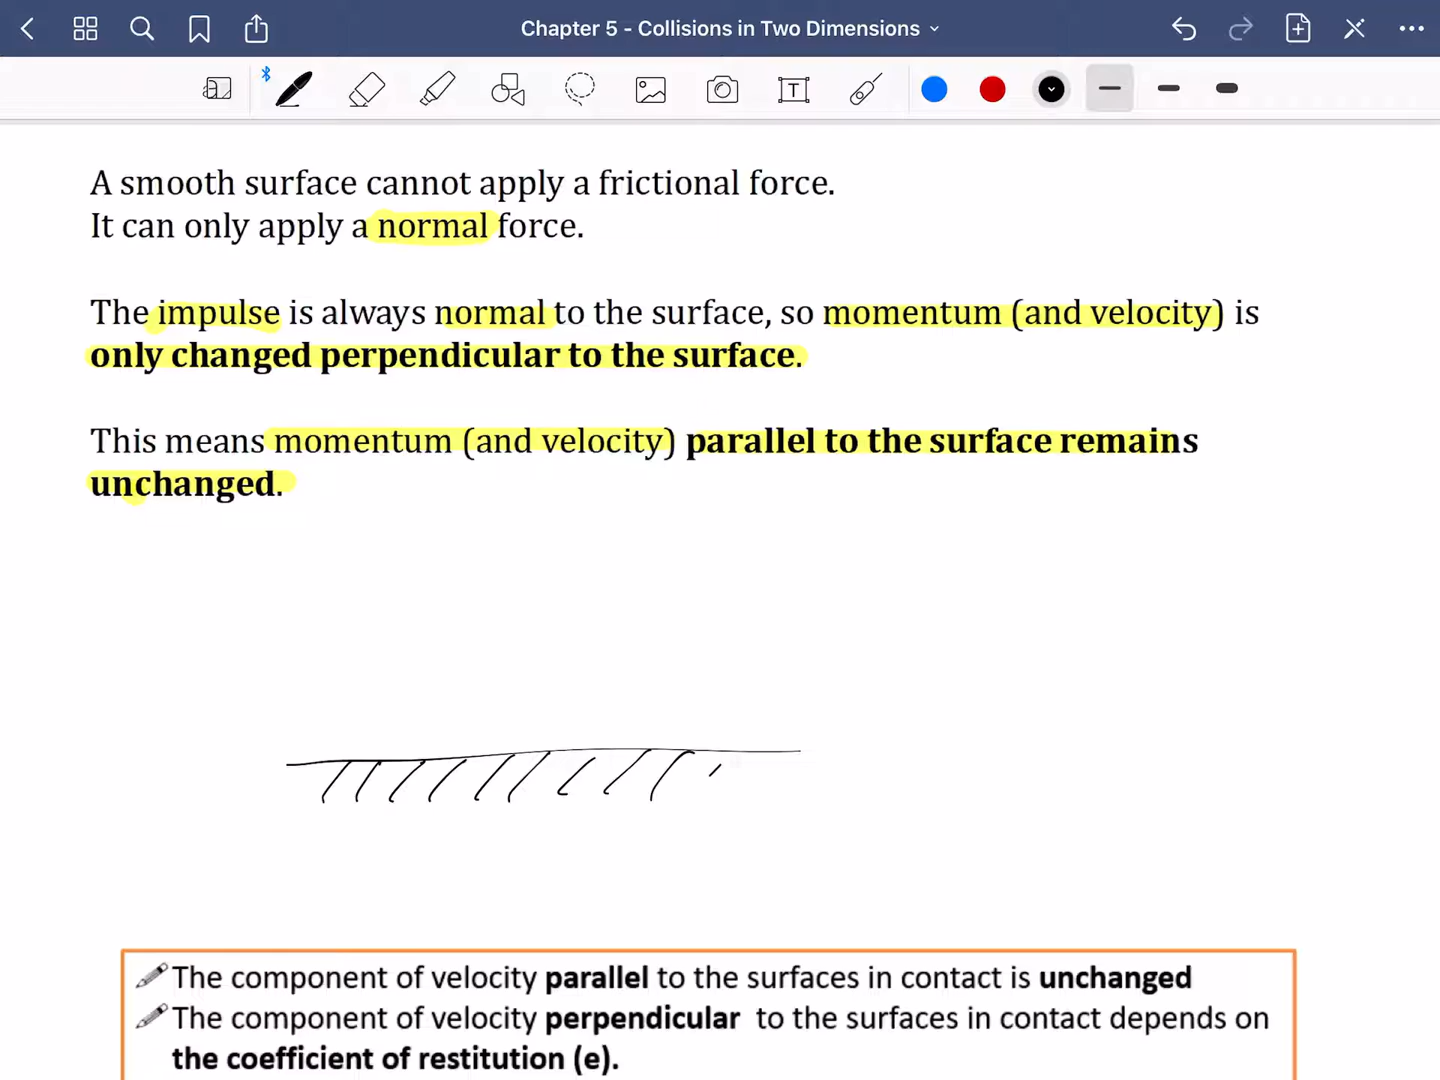 Chapter 5 - Collisions in Two Dimensions
A smooth surface cannot apply a frictional force.
It can only apply a normal force.
The impulse is always normal to the surface, so momentum (and velocity) is
only changed perpendicular to the surface.
This means momentum (and velocity) parallel to the surface remains
unchanged.
The component of velocity parallel to the surfaces in contact is unchanged
The component of velocity perpendicular to the surfaces in contact depends on
the coefficient of restitution (e).